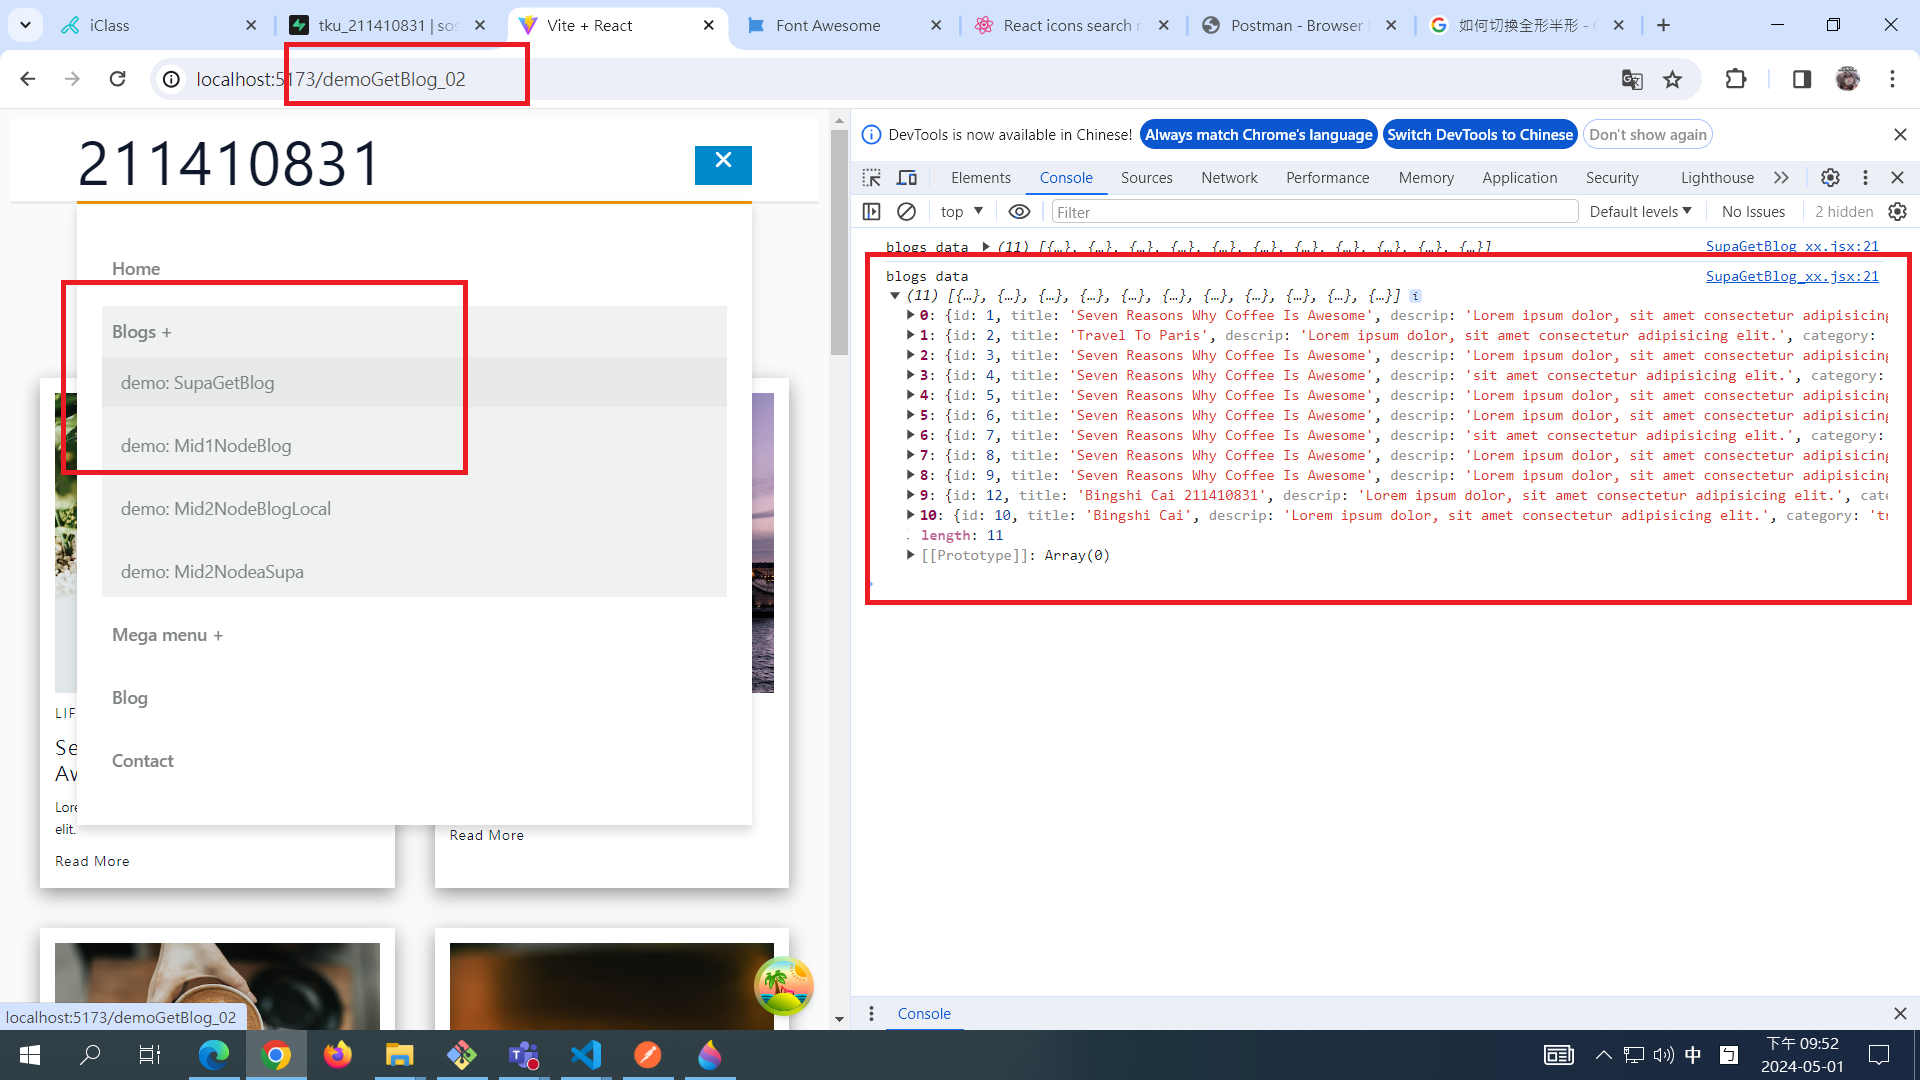 iClass
tku_211410831 | sos
Vite + React
Font Awesome
React icons search r
Postman - Browser
如何切換全形半形 -
localhost:5173/demoGetBlog_02
211410831
Home
Blogs +
demo: SupaGetBlog
demo: Mid1NodeBlog
demo: Mid2NodeBlogLocal
demo: Mid2NodeaSupa
Mega menu +
Blog
Contact
LIF
Se
Aw
Lore
elit.
Read More
Read More
localhost:5173/demoGetBlog_02
DevTools is now available in Chinese!
Always match Chrome's language
Switch DevTools to Chinese
Don't show again
Elements
Console
Sources
Network
Performance
Memory
Application
Security
Lighthouse
top
Filter
Default levels
No Issues
2 hidden
blogs data (11) [{…}, {…}, {…}, {…}, {…}, {…}, {…}, {…}, {…}, {…}, {…}] SupaGetBlog_xx.jsx:21
blogs data SupaGetBlog_xx.jsx:21
(11) [{…}, {…}, {…}, {…}, {…}, {…}, {…}, {…}, {…}, {…}, {…}] i
0: {id: 1, title: 'Seven Reasons Why Coffee Is Awesome', descrip: 'Lorem ipsum dolor, sit amet consectetur adipisicing
1: {id: 2, title: 'Travel To Paris', descrip: 'Lorem ipsum dolor, sit amet consectetur adipisicing elit.', category:
2: {id: 3, title: 'Seven Reasons Why Coffee Is Awesome', descrip: 'Lorem ipsum dolor, sit amet consectetur adipisicing
3: {id: 4, title: 'Seven Reasons Why Coffee Is Awesome', descrip: 'sit amet consectetur adipisicing elit.', category:
4: {id: 5, title: 'Seven Reasons Why Coffee Is Awesome', descrip: 'Lorem ipsum dolor, sit amet consectetur adipisicing
5: {id: 6, title: 'Seven Reasons Why Coffee Is Awesome', descrip: 'Lorem ipsum dolor, sit amet consectetur adipisicing
6: {id: 7, title: 'Seven Reasons Why Coffee Is Awesome', descrip: 'sit amet consectetur adipisicing elit.', category:
7: {id: 8, title: 'Seven Reasons Why Coffee Is Awesome', descrip: 'Lorem ipsum dolor, sit amet consectetur adipisicing
8: {id: 9, title: 'Seven Reasons Why Coffee Is Awesome', descrip: 'Lorem ipsum dolor, sit amet consectetur adipisicing
9: {id: 12, title: 'Bingshi Cai 211410831', descrip: 'Lorem ipsum dolor, sit amet consectetur adipisicing elit.', cate
10: {id: 10, title: 'Bingshi Cai', descrip: 'Lorem ipsum dolor, sit amet consectetur adipisicing elit.', category: 'tr
length: 11
[[Prototype]]: Array(0)
Console
中
ㄅ
下午 09:52
2024-05-01